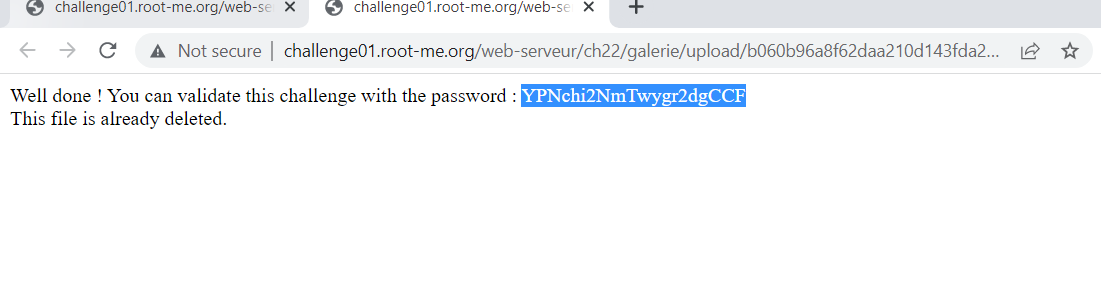 challenge01.root-me.org/web-se
challenge01.root-me.org/web-se
Not secure | challenge01.root-me.org/web-serveur/ch22/galerie/upload/b060b96a8f62daa210d143fda2...
Well done ! You can validate this challenge with the password : YPNchi2NmTwygr2dgCCF
This file is already deleted.